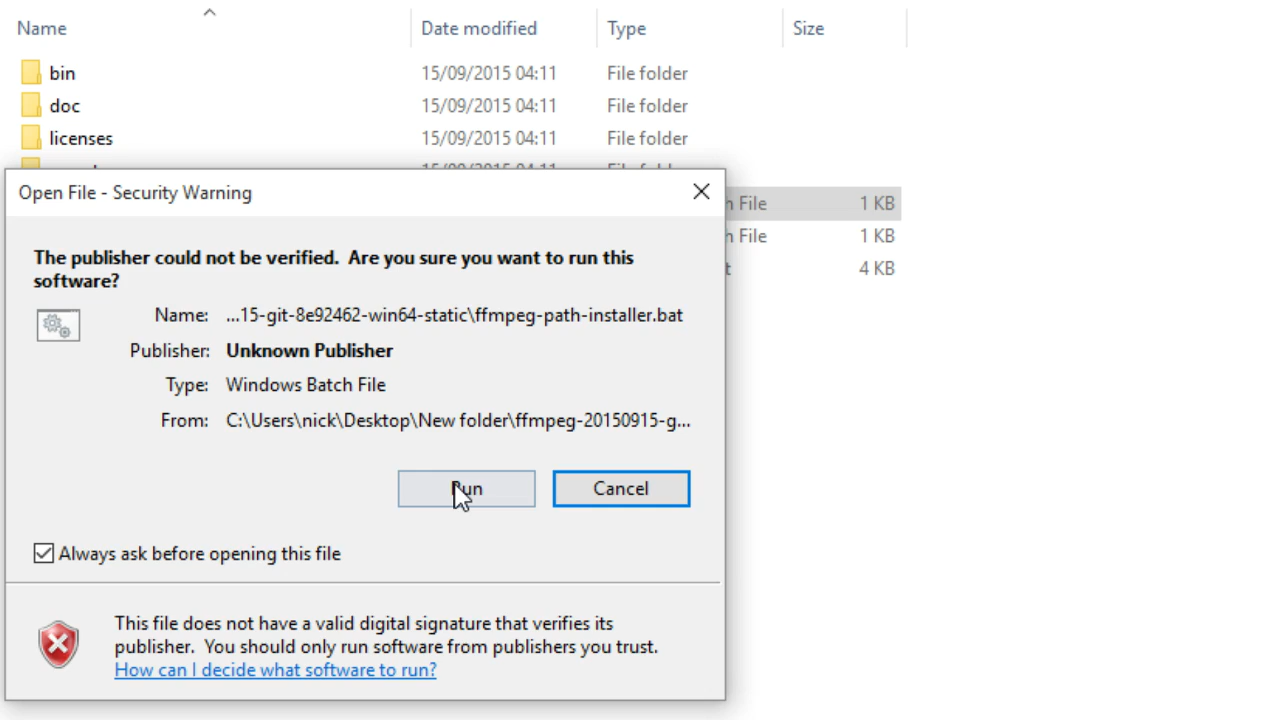 Name Date modified Type Size
bin 15/09/2015 04:11 File folder
doc 15/09/2015 04:11 File folder
licenses 15/09/2015 04:11 File folder
15/09/2015 04:11
Open File - Security Warning
File 1 KB
The publisher could not be verified. Are you sure you want to run this
software?
File 1 KB
4 KB
Name: ...15-git-8e92462-win64-static\ffmpeg-path-installer.bat
Publisher: Unknown Publisher
Type: Windows Batch File
From: C:\Users\nick\Desktop\New folder\ffmpeg-20150915-g...
Run Cancel
Always ask before opening this file
This file does not have a valid digital signature that verifies its
publisher. You should only run software from publishers you trust.
How can I decide what software to run?